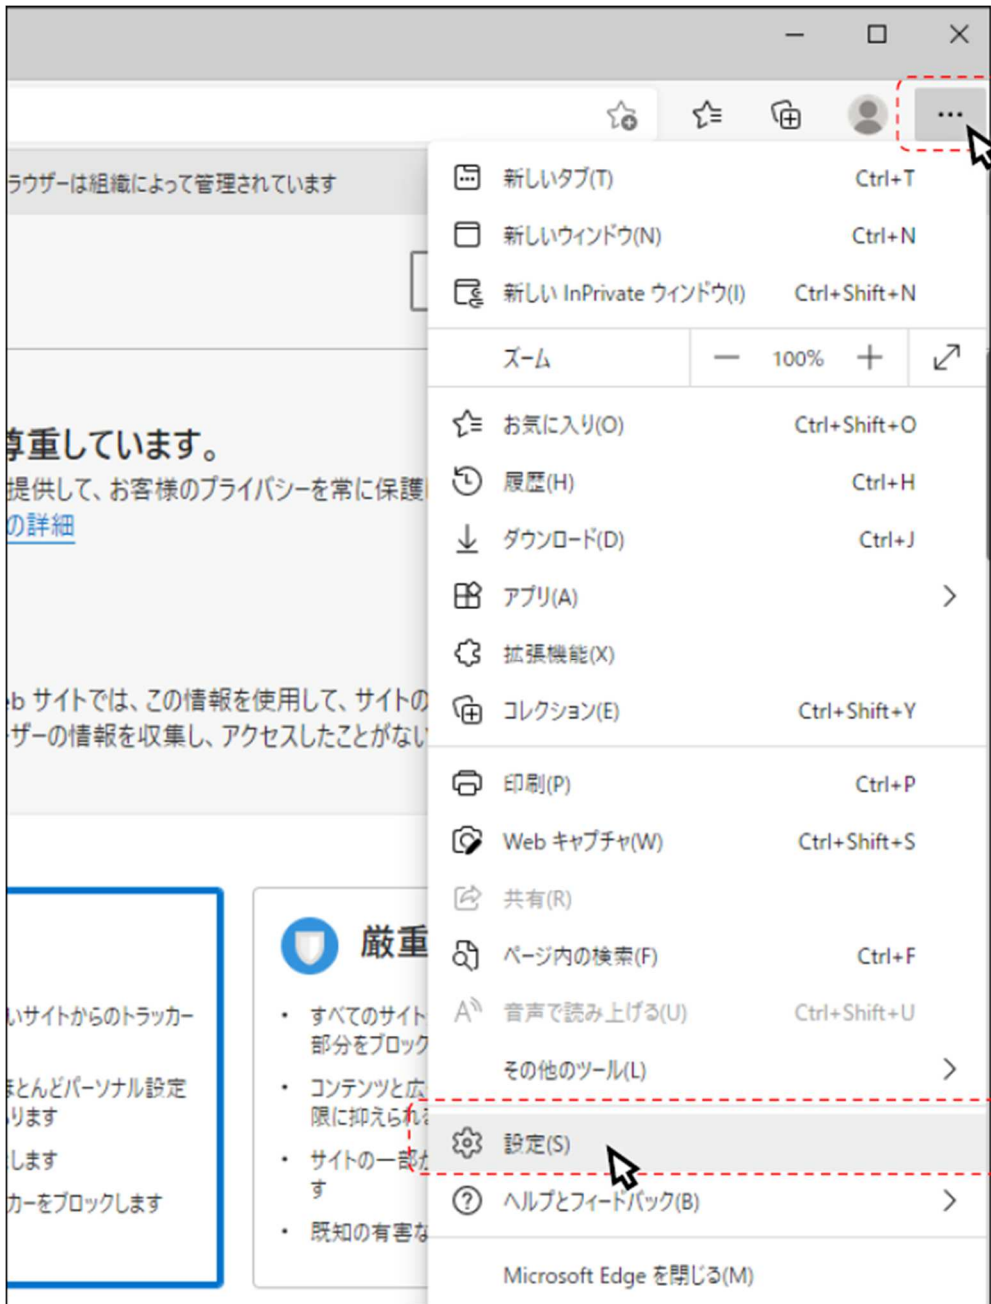 ラウザーは組織によって管理されています
尊重しています。
提供して、お客様のプライバシーを常に保護
の詳細
eb サイトでは、この情報を使用して、サイトの
ーザーの情報を収集し、アクセスしたことがない
いサイトからのトラッカー
ほとんどパーソナル設定
ります
します
カーをブロックします
厳重
・ すべてのサイト
部分をブロック
・ コンテンツと広
限に抑えられ
・ サイトの一部が
す
・ 既知の有害な
新しいタブ(T) Ctrl+T
新しいウィンドウ(N) Ctrl+N
新しい InPrivate ウィンドウ(I) Ctrl+Shift+N
ズーム — 100% +
お気に入り(O) Ctrl+Shift+O
履歴(H) Ctrl+H
ダウンロード(D) Ctrl+J
アプリ(A)
拡張機能(X)
コレクション(E) Ctrl+Shift+Y
印刷(P) Ctrl+P
Web キャプチャ(W) Ctrl+Shift+S
共有(R)
ページ内の検索(F) Ctrl+F
音声で読み上げる(U) Ctrl+Shift+U
その他のツール(L)
設定(S)
ヘルプとフィードバック(B)
Microsoft Edge を閉じる(M)